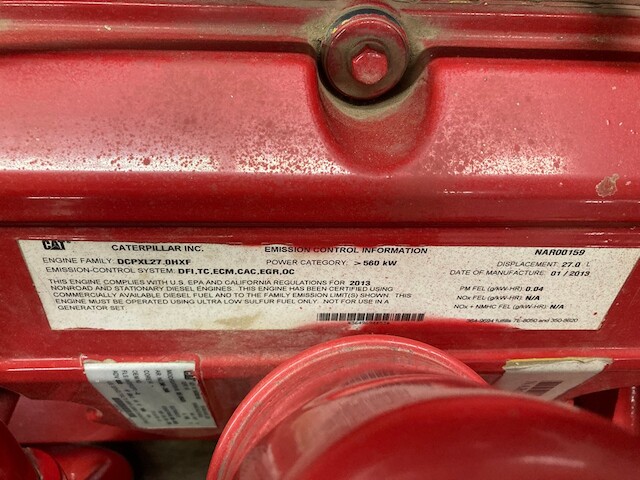 CAT CATERPILLAR INC. EMISSION CONTROL INFORMATION NAR00159
ENGINE FAMILY: DCPXL27.0HXF POWER CATEGORY: >560 kW DISPLACEMENT: 27.0 L
EMISSION-CONTROL SYSTEM: DFI,TC,ECM,CAC,EGR,OC DATE OF MANUFACTURE: 01/2013
THIS ENGINE COMPLIES WITH U.S. EPA AND CALIFORNIA REGULATIONS FOR 2013
NONROAD AND STATIONARY DIESEL ENGINES. THIS ENGINE HAS BEEN CERTIFIED USING
COMMERCIALLY AVAILABLE DIESEL FUEL AND TO THE FAMILY EMISSION LIMIT(S) SHOWN. THIS
ENGINE MUST BE OPERATED USING ULTRA LOW SULFUR FUEL ONLY. NOT FOR USE IN A
GENERATOR SET.
PM FEL (g/kW-HR): 0.04
NOx FEL (g/kW-HR): N/A
NOx + NMHC FEL (g/kW-HR): N/A